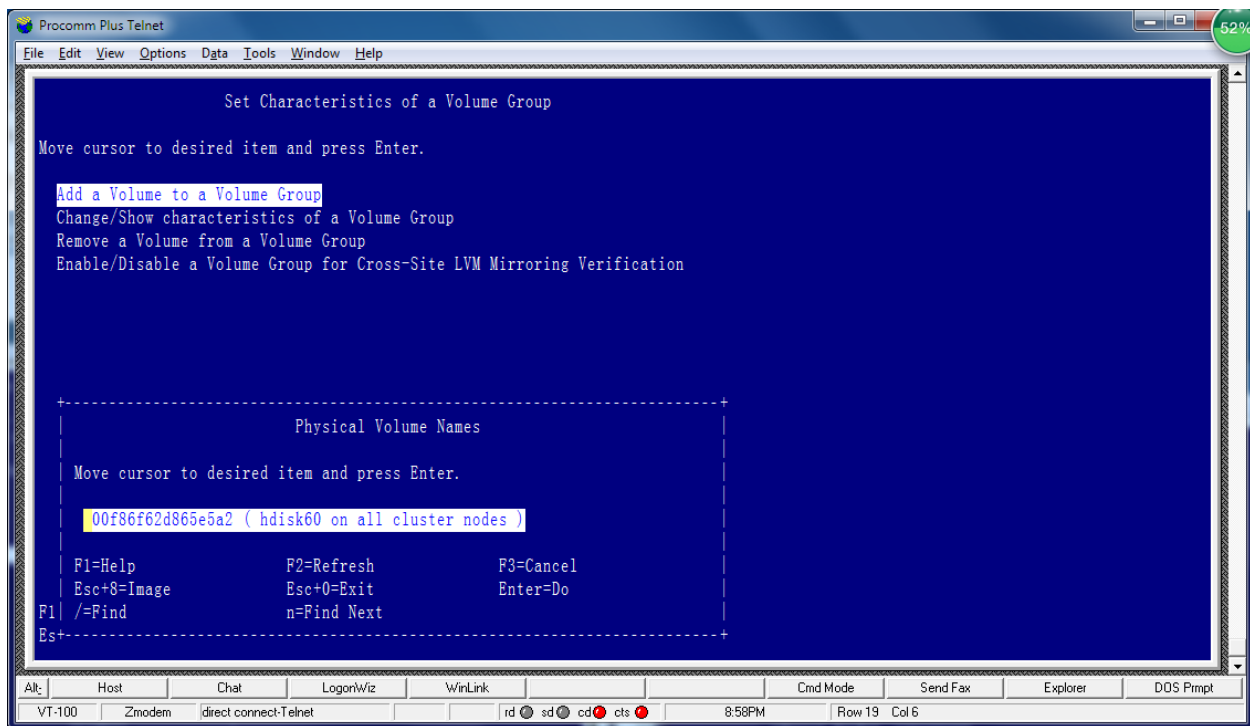 Procomm Plus Telnet
52%
File Edit View Options Data Tools Window Help
Set Characteristics of a Volume Group
Move cursor to desired item and press Enter.
Add a Volume to a Volume Group
Change/Show characteristics of a Volume Group
Remove a Volume from a Volume Group
Enable/Disable a Volume Group for Cross-Site LVM Mirroring Verification
+--------------------------------------------------------------------------+
| Physical Volume Names |
| Move cursor to desired item and press Enter. |
| 00f86f62d865e5a2 ( hdisk60 on all cluster nodes ) |
| F1=Help F2=Refresh F3=Cancel |
| Esc+8=Image Esc+0=Exit Enter=Do |
F1| /=Find n=Find Next |
Es+--------------------------------------------------------------------------+
Alt- Host Chat LogonWiz WinLink Cmd Mode Send Fax Explorer DOS Prmpt
VT-100 Zmodem direct connect-Telnet rd sd cd cts 8:58PM Row 19 Col 6